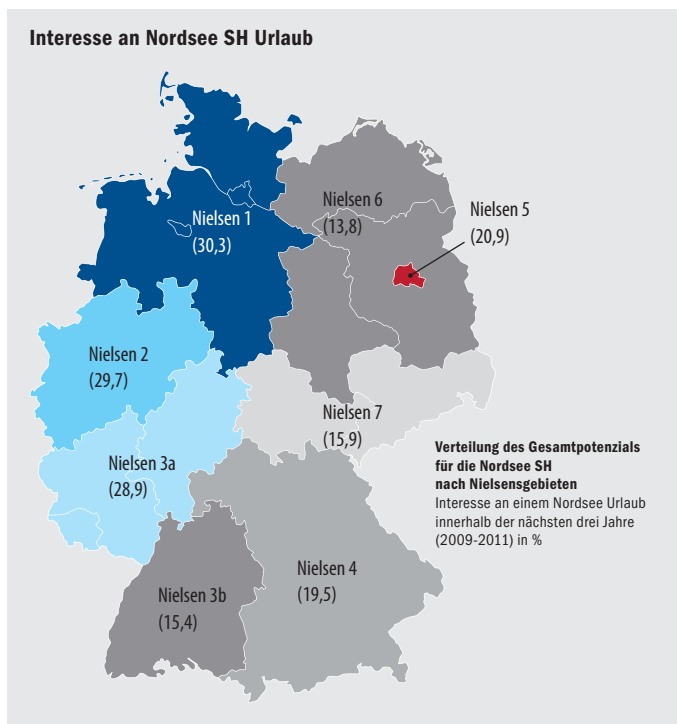 Interesse an Nordsee SH Urlaub
Nielsen 1
(30,3)
Nielsen 6
(13,8)
Nielsen 5
(20,9)
Nielsen 2
(29,7)
Nielsen 7
(15,9)
Nielsen 3a
(28,9)
Verteilung des Gesamtpotenzials
für die Nordsee SH
nach Nielsensgebieten
Interesse an einem Nordsee Urlaub
innerhalb der nächsten drei Jahre
(2009-2011) in %
Nielsen 4
(19,5)
Nielsen 3b
(15,4)